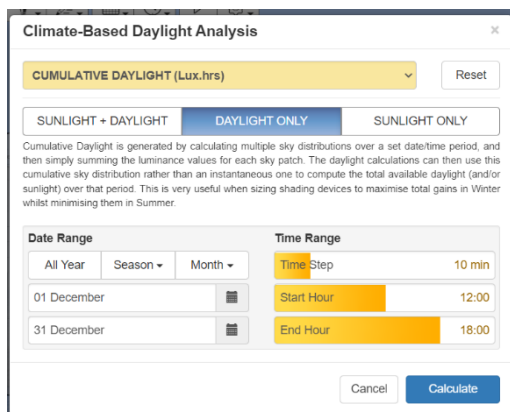 Climate-Based Daylight Analysis
×
CUMULATIVE DAYLIGHT (Lux.hrs)
Reset
SUNLIGHT + DAYLIGHT
DAYLIGHT ONLY
SUNLIGHT ONLY
Cumulative Daylight is generated by calculating multiple sky distributions over a set date/time period, and
then simply summing the luminance values for each sky patch. The daylight calculations can then use this
cumulative sky distribution rather than an instantaneous one to compute the total available daylight (and/or
sunlight) over that period. This is very useful when sizing shading devices to maximise total gains in Winter
whilst minimising them in Summer.
Date Range
Time Range
All Year
Season
Month
Time Step
10 min
01 December
Start Hour
12:00
31 December
End Hour
18:00
Cancel
Calculate